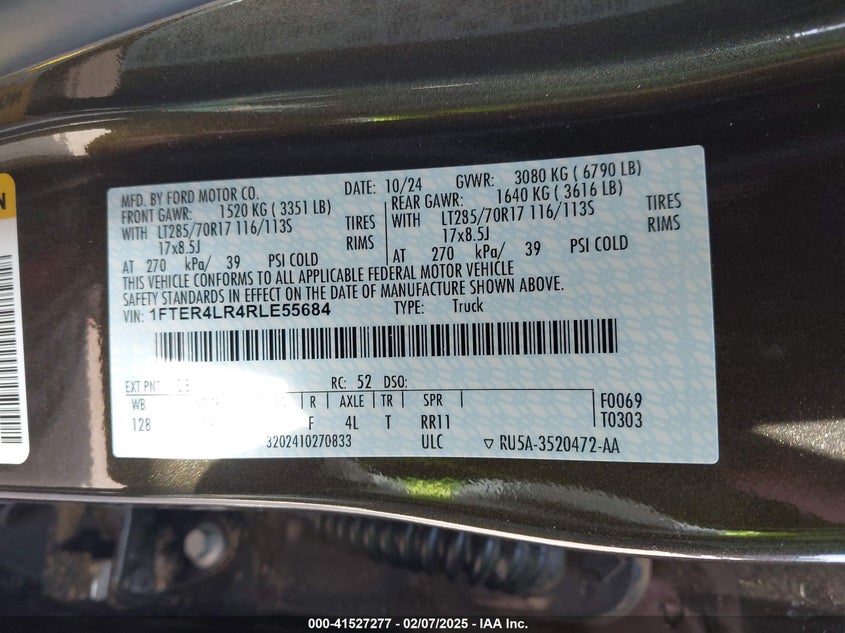 MFD. BY FORD MOTOR CO. DATE: 10/24 GVWR: 3080 KG ( 6790 LB)
FRONT GAWR: 1520 KG ( 3351 LB) REAR GAWR: 1640 KG ( 3616 LB)
WITH LT285/70R17 116/113S TIRES WITH LT285/70R17 116/113S TIRES
17x8.5J RIMS 17x8.5J RIMS
AT 270 kPa/ 39 PSI COLD AT 270 kPa/ 39 PSI COLD
THIS VEHICLE CONFORMS TO ALL APPLICABLE FEDERAL MOTOR VEHICLE
SAFETY STANDARDS IN EFFECT ON THE DATE OF MANUFACTURE SHOWN ABOVE.
VIN: 1FTER4LR4RLE55684 TYPE: Truck
EXT PNT: RC: 52 DSO:
WB R AXLE TR SPR F0069
128 F 4L T RR11 T0303
3202410270833 ULC ▽ RU5A-3520472-AA
N
000-41527277 - 02/07/2025 - IAA Inc.